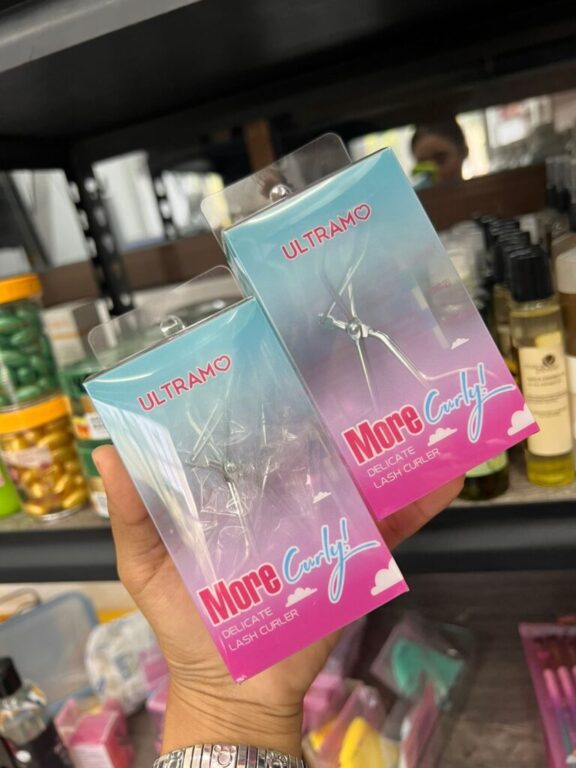 ULTRAMO
More Curly!
DELICATE
LASH CURLER
ULTRAMO
More Curly!
DELICATE
LASH CURLER